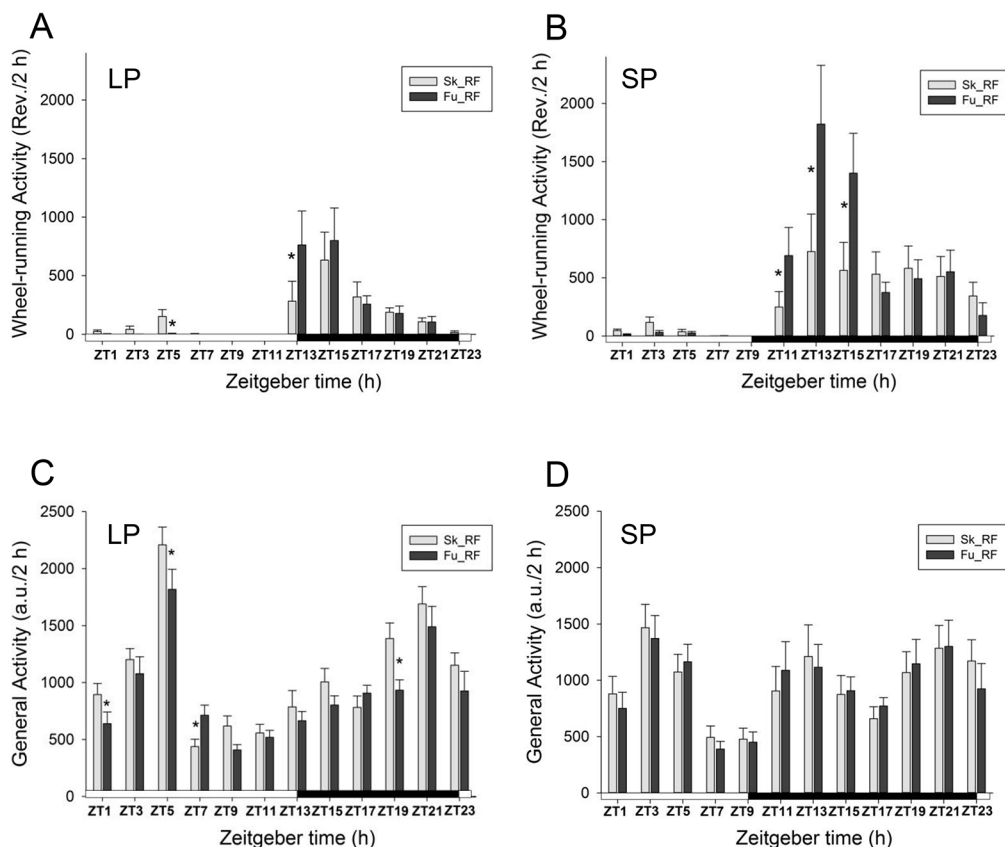 A
LP
Wheel-running Activity (Rev./2 h)
2000
1500
1000
500
0
Sk_RF
Fu_RF
*
*
ZT1 ZT3 ZT5 ZT7 ZT9 ZT11 ZT13 ZT15 ZT17 ZT19 ZT21 ZT23
Zeitgeber time (h)
B
SP
Wheel-running Activity (Rev./2 h)
2000
1500
1000
500
0
Sk_RF
Fu_RF
*
*
*
ZT1 ZT3 ZT5 ZT7 ZT9 ZT11 ZT13 ZT15 ZT17 ZT19 ZT21 ZT23
Zeitgeber time (h)
C
LP
General Activity (a.u./2 h)
2500
2000
1500
1000
500
0
Sk_RF
Fu_RF
*
*
*
*
ZT1 ZT3 ZT5 ZT7 ZT9 ZT11 ZT13 ZT15 ZT17 ZT19 ZT21 ZT23
Zeitgeber time (h)
D
SP
General Activity (a.u./2 h)
2500
2000
1500
1000
500
0
Sk_RF
Fu_RF
ZT1 ZT3 ZT5 ZT7 ZT9 ZT11 ZT13 ZT15 ZT17 ZT19 ZT21 ZT23
Zeitgeber time (h)